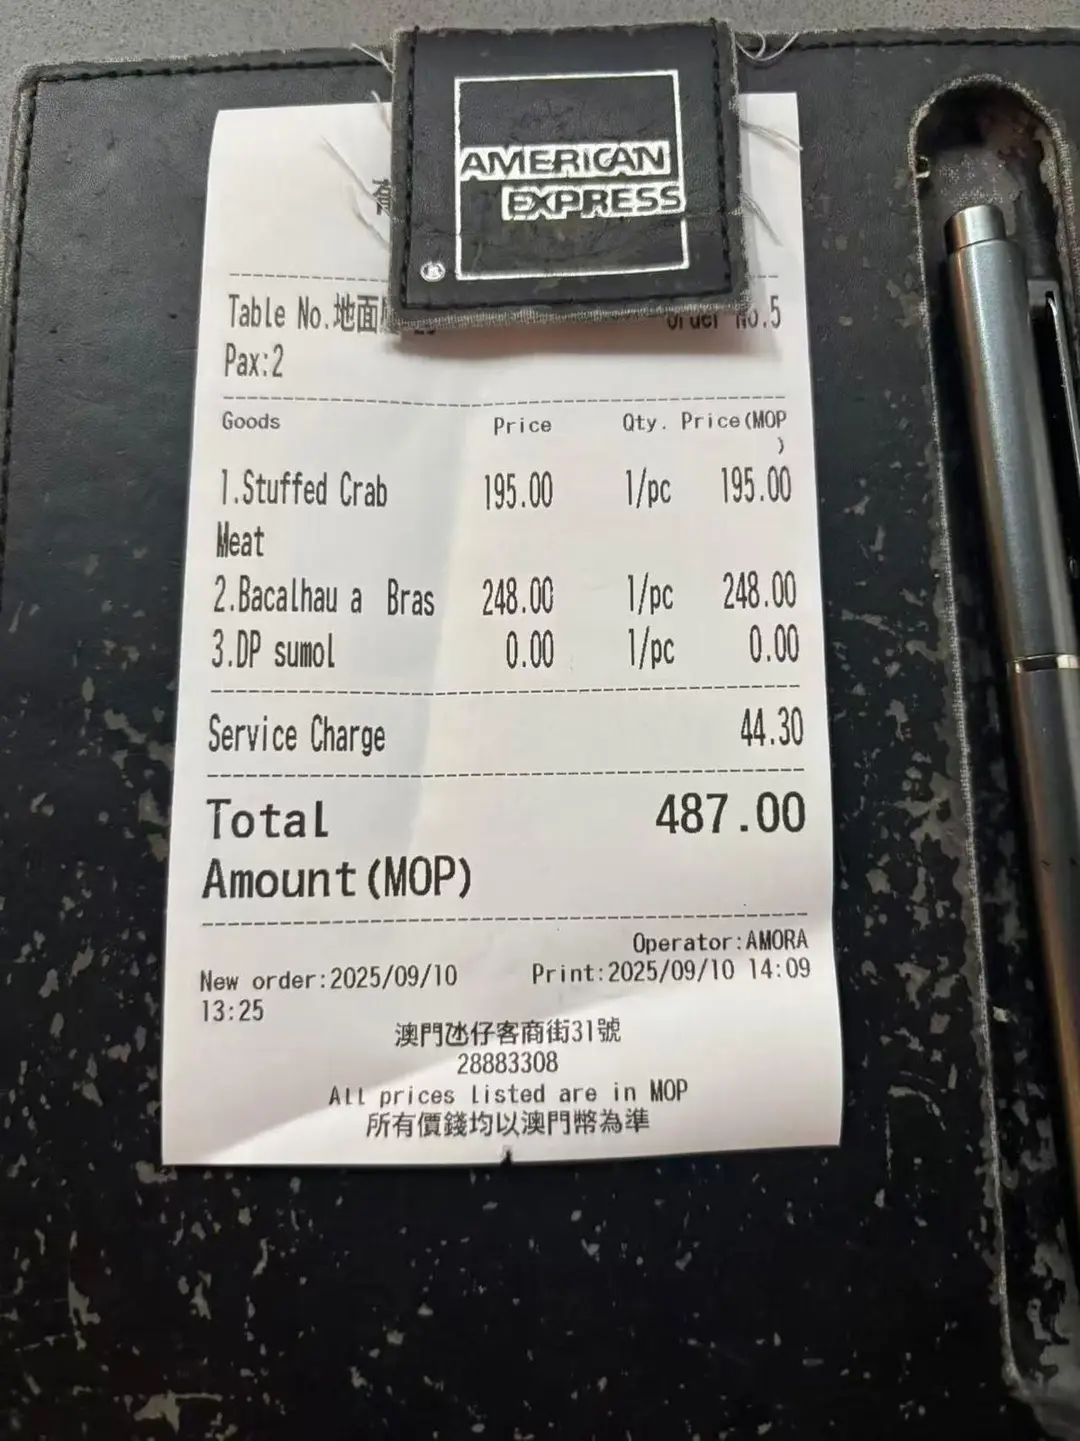 AMERICAN
EXPRESS
Table No.地面
Order No.5
Pax:2
Goods Price Qty. Price(MOP
)
1.Stuffed Crab 195.00 1/pc 195.00
Meat
2.Bacalhau a Bras 248.00 1/pc 248.00
3.DP sumol 0.00 1/pc 0.00
Service Charge 44.30
Total 487.00
Amount(MOP)
Operator:AMORA
New order:2025/09/10 Print:2025/09/10 14:09
13:25
澳門氹仔客商街31號
28883308
All prices listed are in MOP
所有價錢均以澳門幣為準